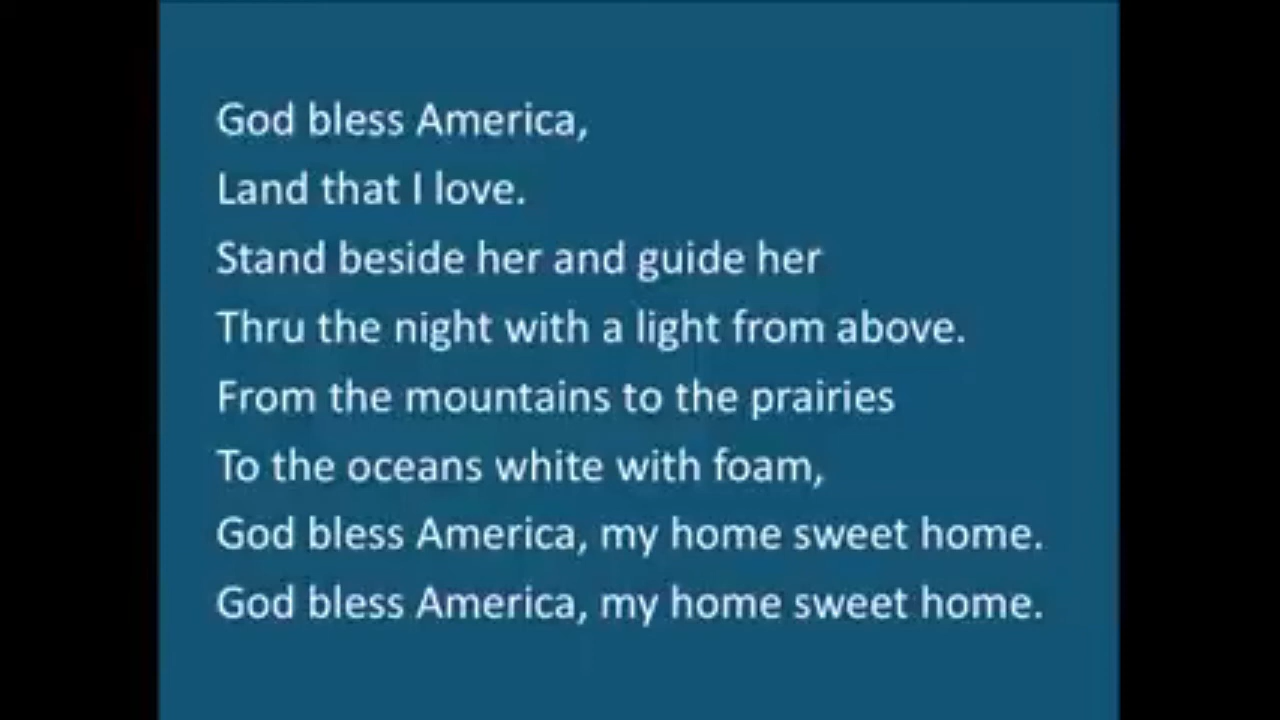 God bless America,
Land that I love.
Stand beside her and guide her
Thru the night with a light from above.
From the mountains to the prairies
To the oceans white with foam,
God bless America, my home sweet home.
God bless America, my home sweet home.